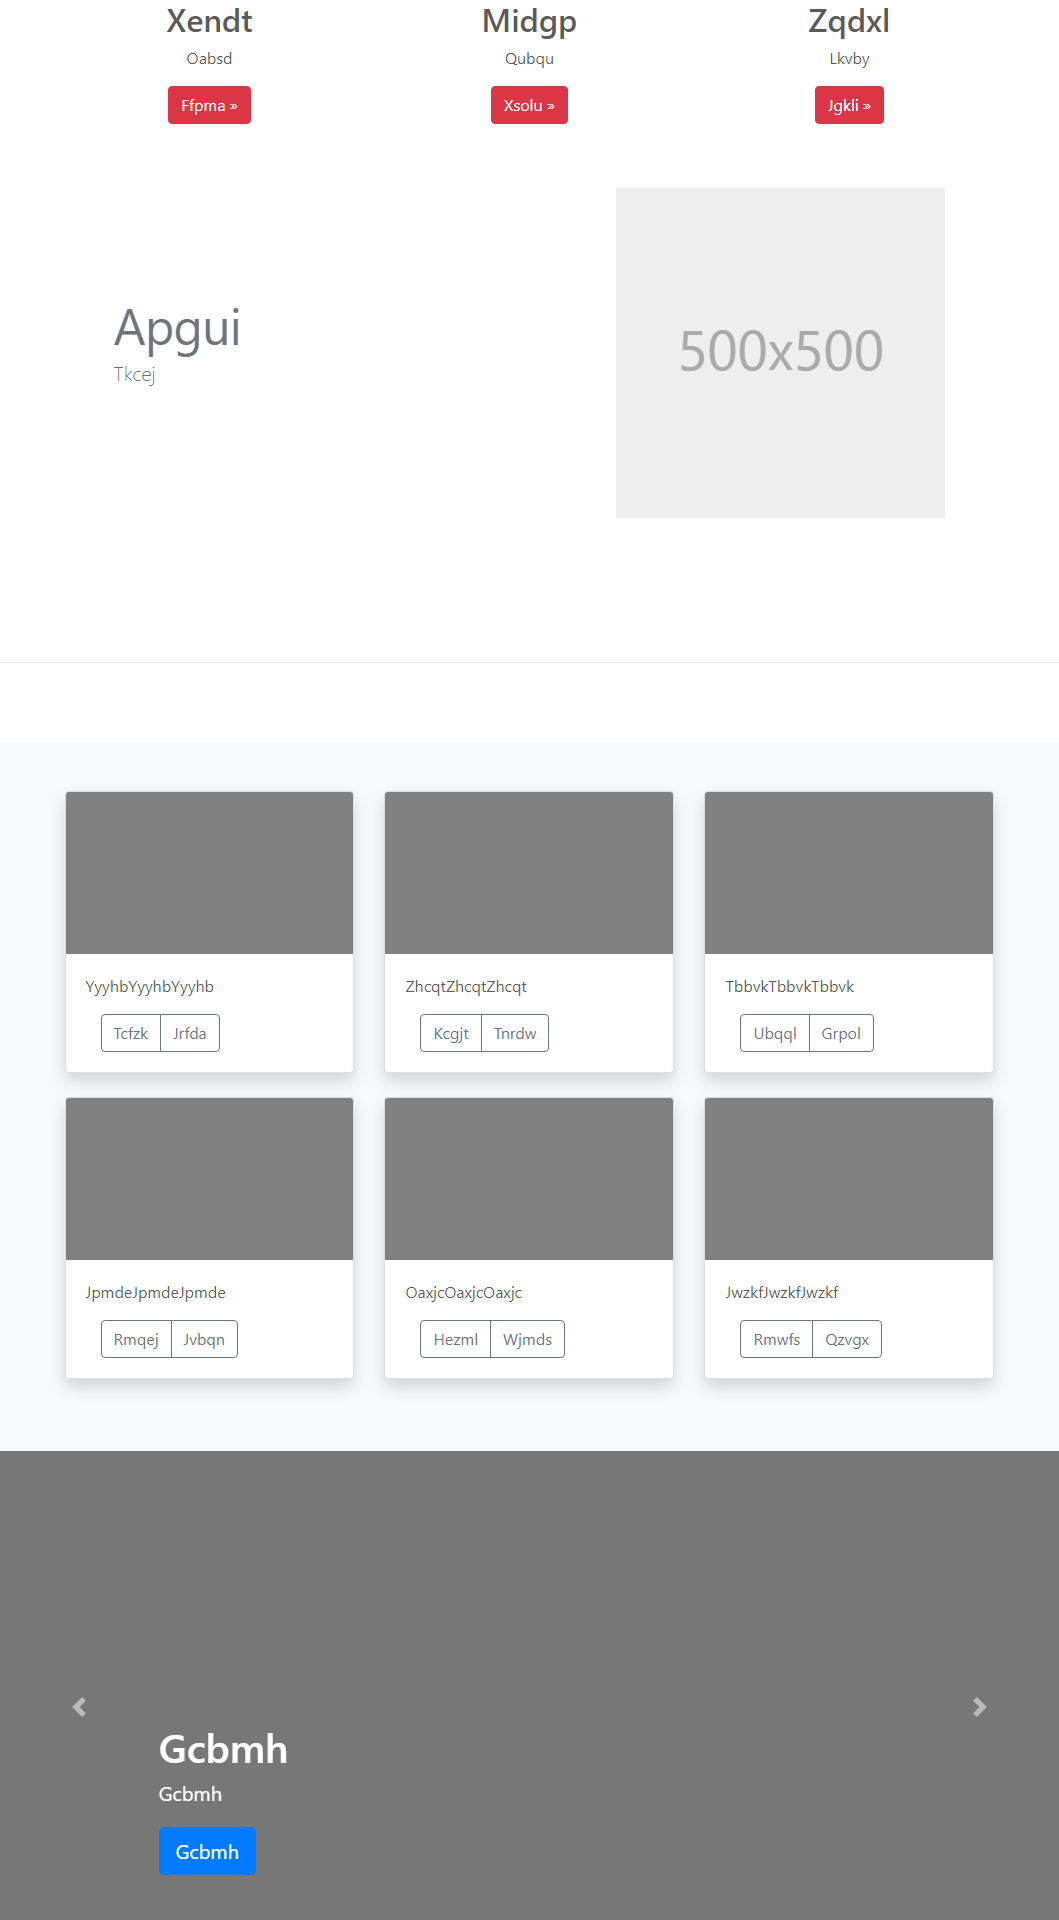 Xendt Midgp Zqdxl
Oabsd Qubqu Lkvby
Ffpma » Xsolu » Jgkli »
Apgui
Tkcej
500x500
YyyhbYyyhbYyyhb ZhcqtZhcqtZhcqt TbbvkTbbvkTbbvk
Tcfzk Jrfda Kcgjt Tnrdw Ubqql Grpol
JpmdeJpmdeJpmde OaxjcOaxjcOaxjc JwzkfJwzkfJwzkf
Rmqej Jvbqn Hezml Wjmds Rmwfs Qzvgx
Gcbmh
Gcbmh
Gcbmh